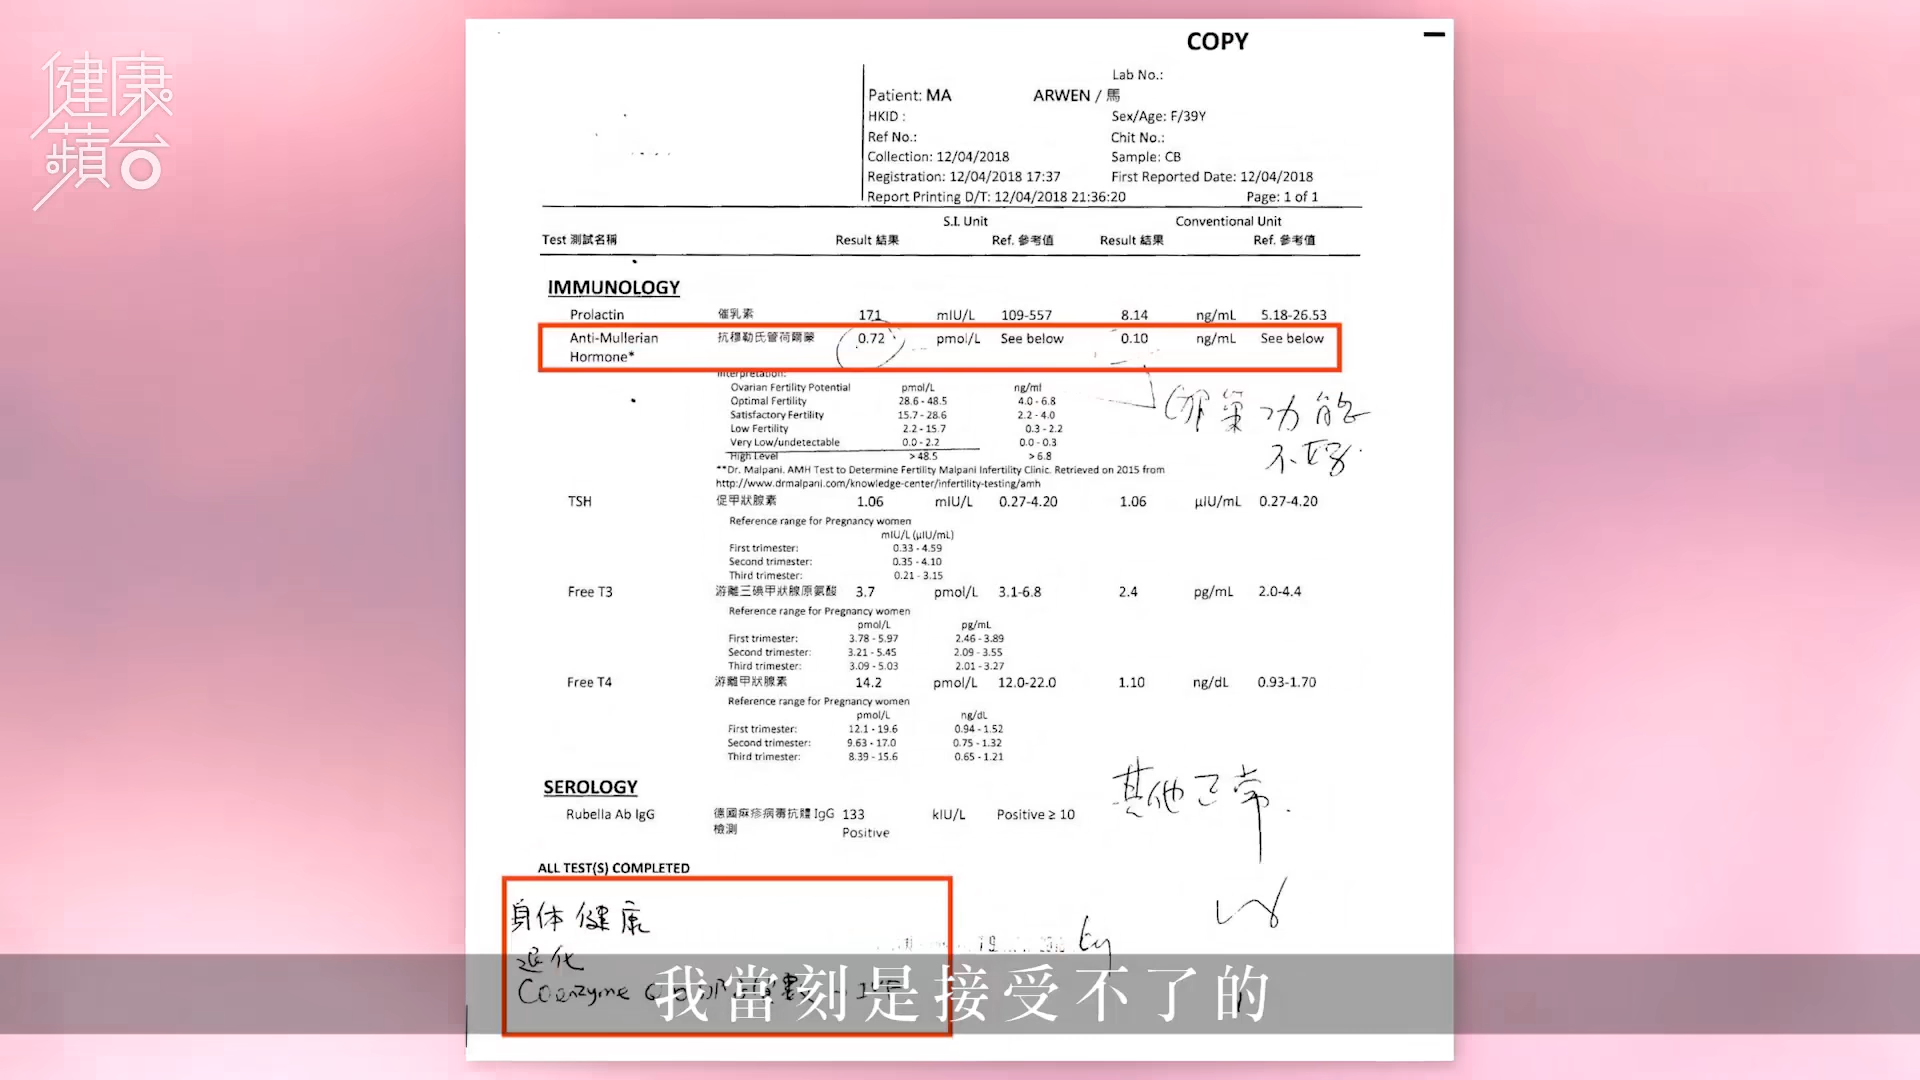 健康
蘋台
COPY
Lab No.:
Patient: MA ARWEN / 馬
HKID : Sex/Age: F/39Y
Ref No.: Chit No.:
Collection: 12/04/2018 Sample: CB
Registration: 12/04/2018 17:37 First Reported Date: 12/04/2018
Report Printing D/T: 12/04/2018 21:36:20 Page: 1 of 1
S.I. Unit Conventional Unit
Test 測試名稱 Result 結果 Ref. 參考值 Result 結果 Ref. 參考值
IMMUNOLOGY
Prolactin 催乳素 171 mIU/L 109-557 8.14 ng/mL 5.18-26.53
Anti-Mullerian 抗穆勒氏管荷爾蒙 0.72 pmol/L See below 0.10 ng/mL See below
Hormone*
Interpretation:
Ovarian Fertility Potential pmol/L ng/ml
Optimal Fertility 28.6 - 48.5 4.0 - 6.8
Satisfactory Fertility 15.7 - 28.6 2.2 - 4.0
Low Fertility 2.2 - 15.7 0.3 - 2.2
Very Low/undetectable 0.0 - 2.2 0.0 - 0.3
High Level > 48.5 > 6.8
卵巢功能
不好
**Dr. Malpani. AMH Test to Determine Fertility Malpani Infertility Clinic. Retrieved on 2015 from
http://www.drmalpani.com/knowledge-center/infertility-testing/amh
TSH 促甲狀腺素 1.06 mIU/L 0.27-4.20 1.06 µIU/mL 0.27-4.20
Reference range for Pregnancy women
mIU/L (µIU/mL)
First trimester: 0.33 - 4.59
Second trimester: 0.35 - 4.10
Third trimester: 0.21 - 3.15
Free T3 游離三碘甲狀腺原氨酸 3.7 pmol/L 3.1-6.8 2.4 pg/mL 2.0-4.4
Reference range for Pregnancy women
pmol/L pg/mL
First trimester: 3.78 - 5.97 2.46 - 3.89
Second trimester: 3.21 - 5.45 2.09 - 3.55
Third trimester: 3.09 - 5.03 2.01 - 3.27
Free T4 游離甲狀腺素 14.2 pmol/L 12.0-22.0 1.10 ng/dL 0.93-1.70
Reference range for Pregnancy women
pmol/L ng/dL
First trimester: 12.1 - 19.6 0.94 - 1.52
Second trimester: 9.63 - 17.0 0.75 - 1.32
Third trimester: 8.39 - 15.6 0.65 - 1.21
其他正常.
SEROLOGY
Rubella Ab IgG 德國麻疹病毒抗體 IgG 133 kIU/L Positive ≥ 10
檢測 Positive
ALL TEST(S) COMPLETED
身体健康
退化
Coenzyme
我當刻是接受不了的